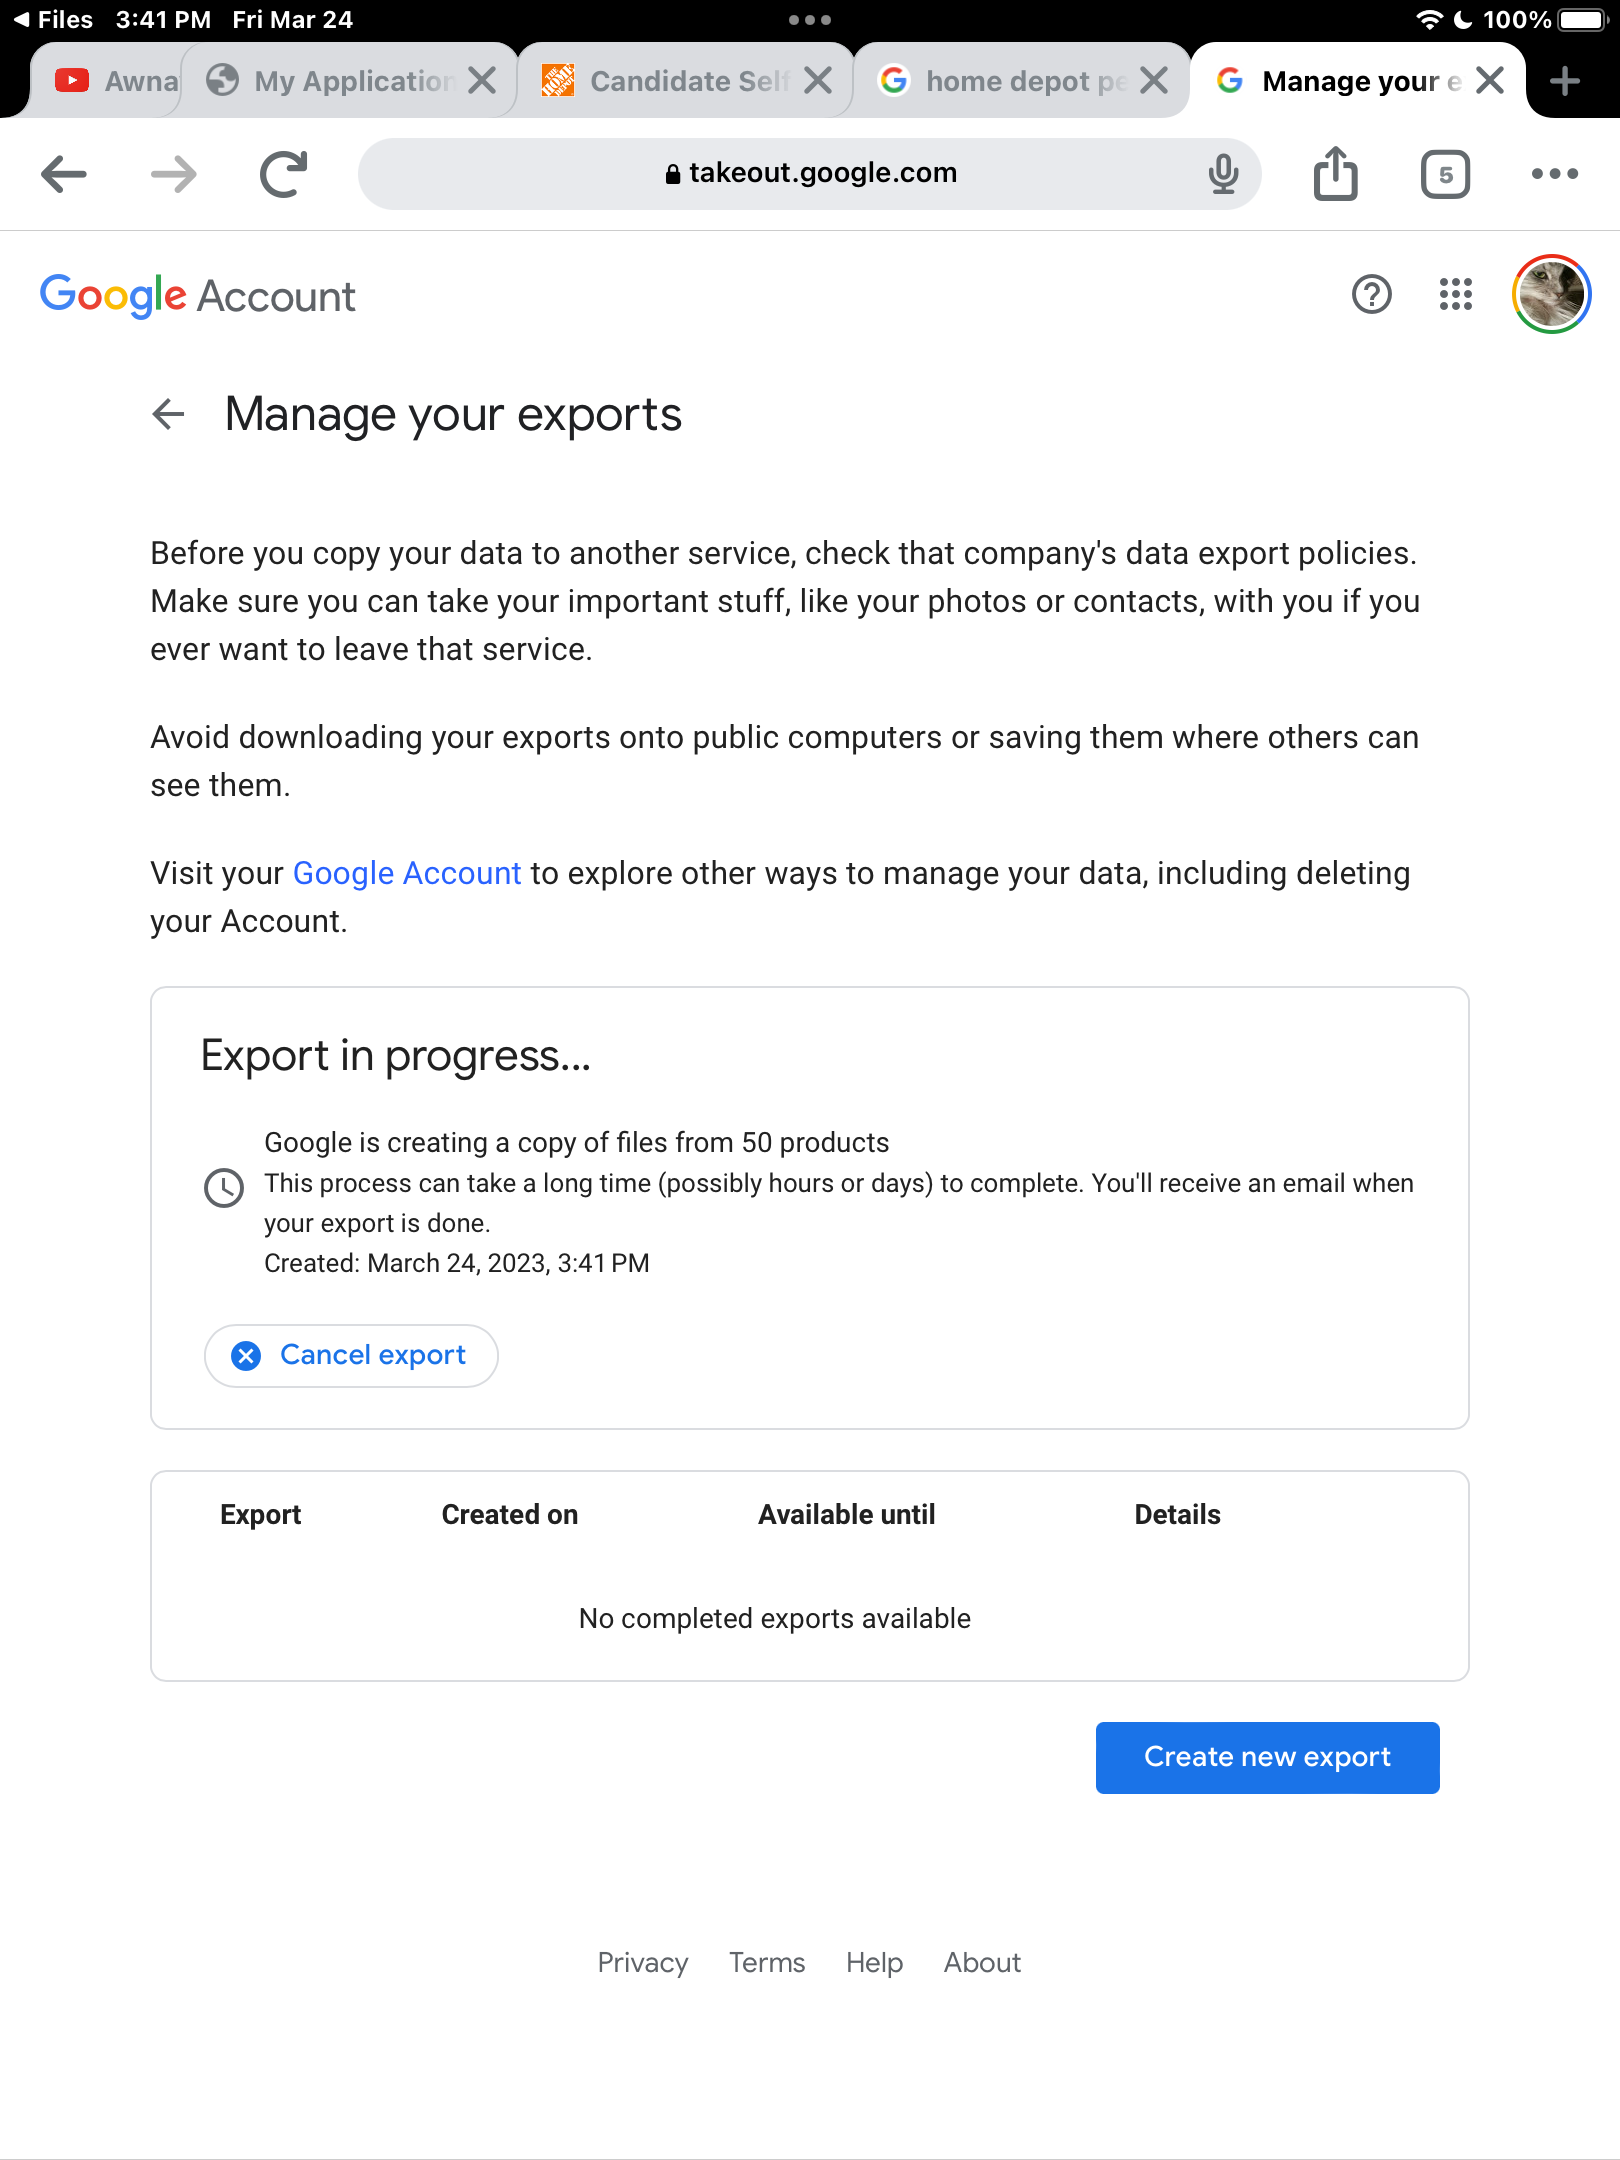 Files 3:41 PM Fri Mar 24 100%
Awna My Application Candidate Self home depot pe Manage your e
takeout.google.com 5
Google Account
Manage your exports
Before you copy your data to another service, check that company's data export policies.
Make sure you can take your important stuff, like your photos or contacts, with you if you
ever want to leave that service.
Avoid downloading your exports onto public computers or saving them where others can
see them.
Visit your Google Account to explore other ways to manage your data, including deleting
your Account.
Export in progress...
Google is creating a copy of files from 50 products
This process can take a long time (possibly hours or days) to complete. You'll receive an email when
your export is done.
Created: March 24, 2023, 3:41 PM
Cancel export
Export Created on Available until Details
No completed exports available
Create new export
Privacy Terms Help About